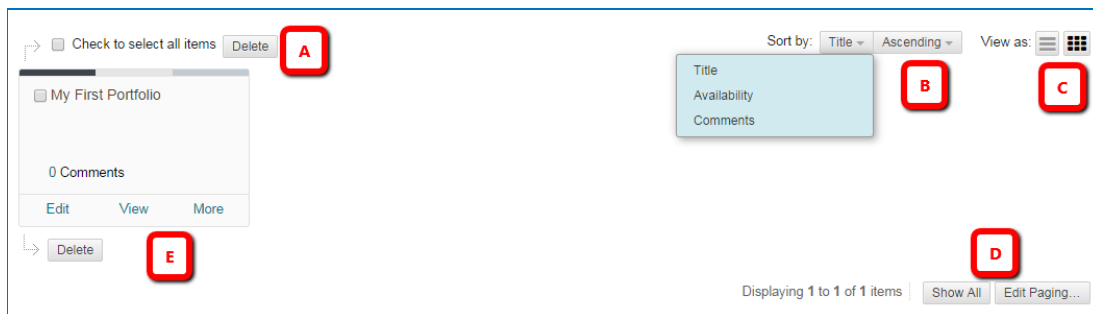 Check to select all items Delete A
Sort by: Title Ascending View as:
Title
Availability
Comments
B
C
My First Portfolio
0 Comments
Edit View More
Delete
E
D
Displaying 1 to 1 of 1 items Show All Edit Paging...